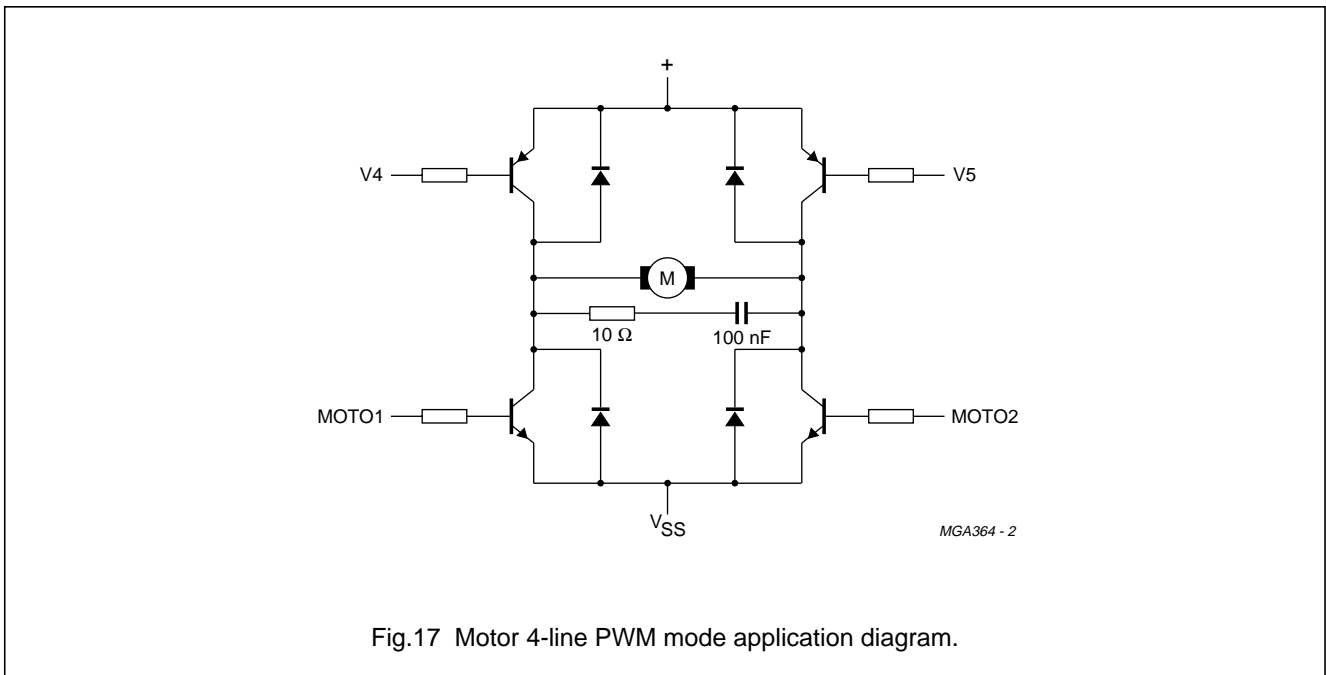 +
V4
V5
M
10 Ω
100 nF
MOTO1
MOTO2
VSS
MGA364 - 2
Fig.17 Motor 4-line PWM mode application diagram.